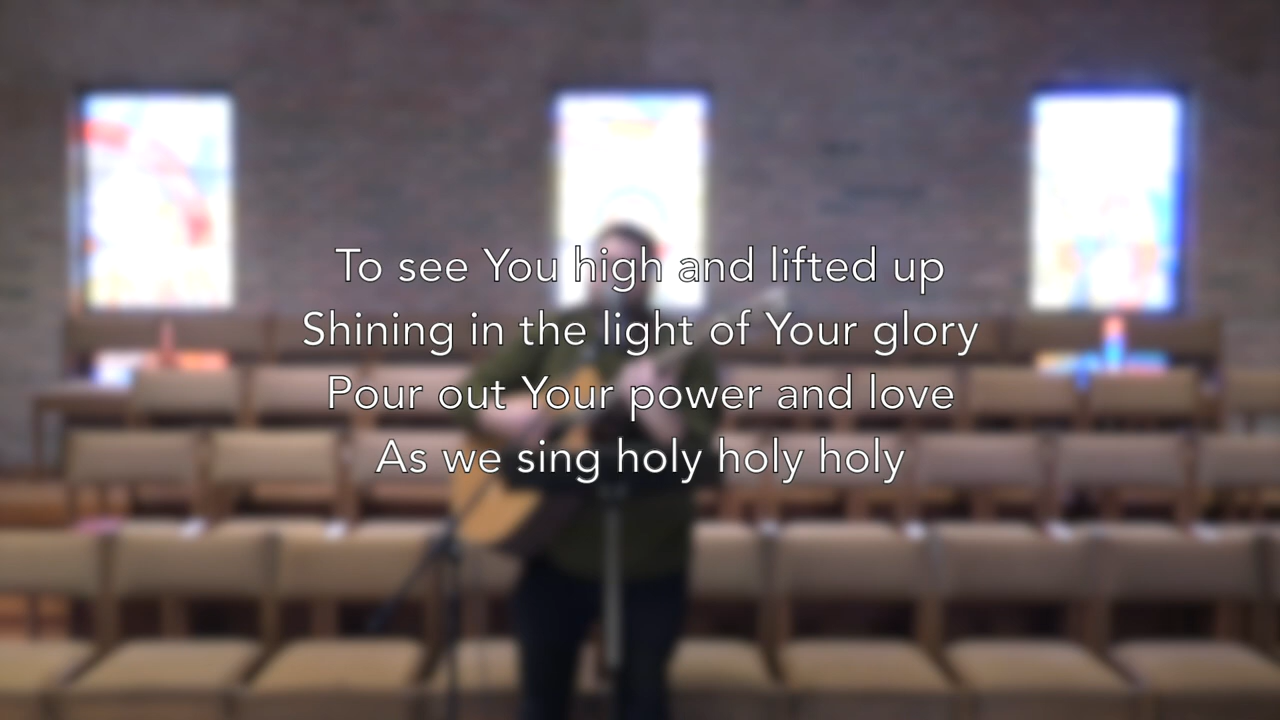 To see You high and lifted up
Shining in the light of Your glory
Pour out Your power and love
As we sing holy holy holy